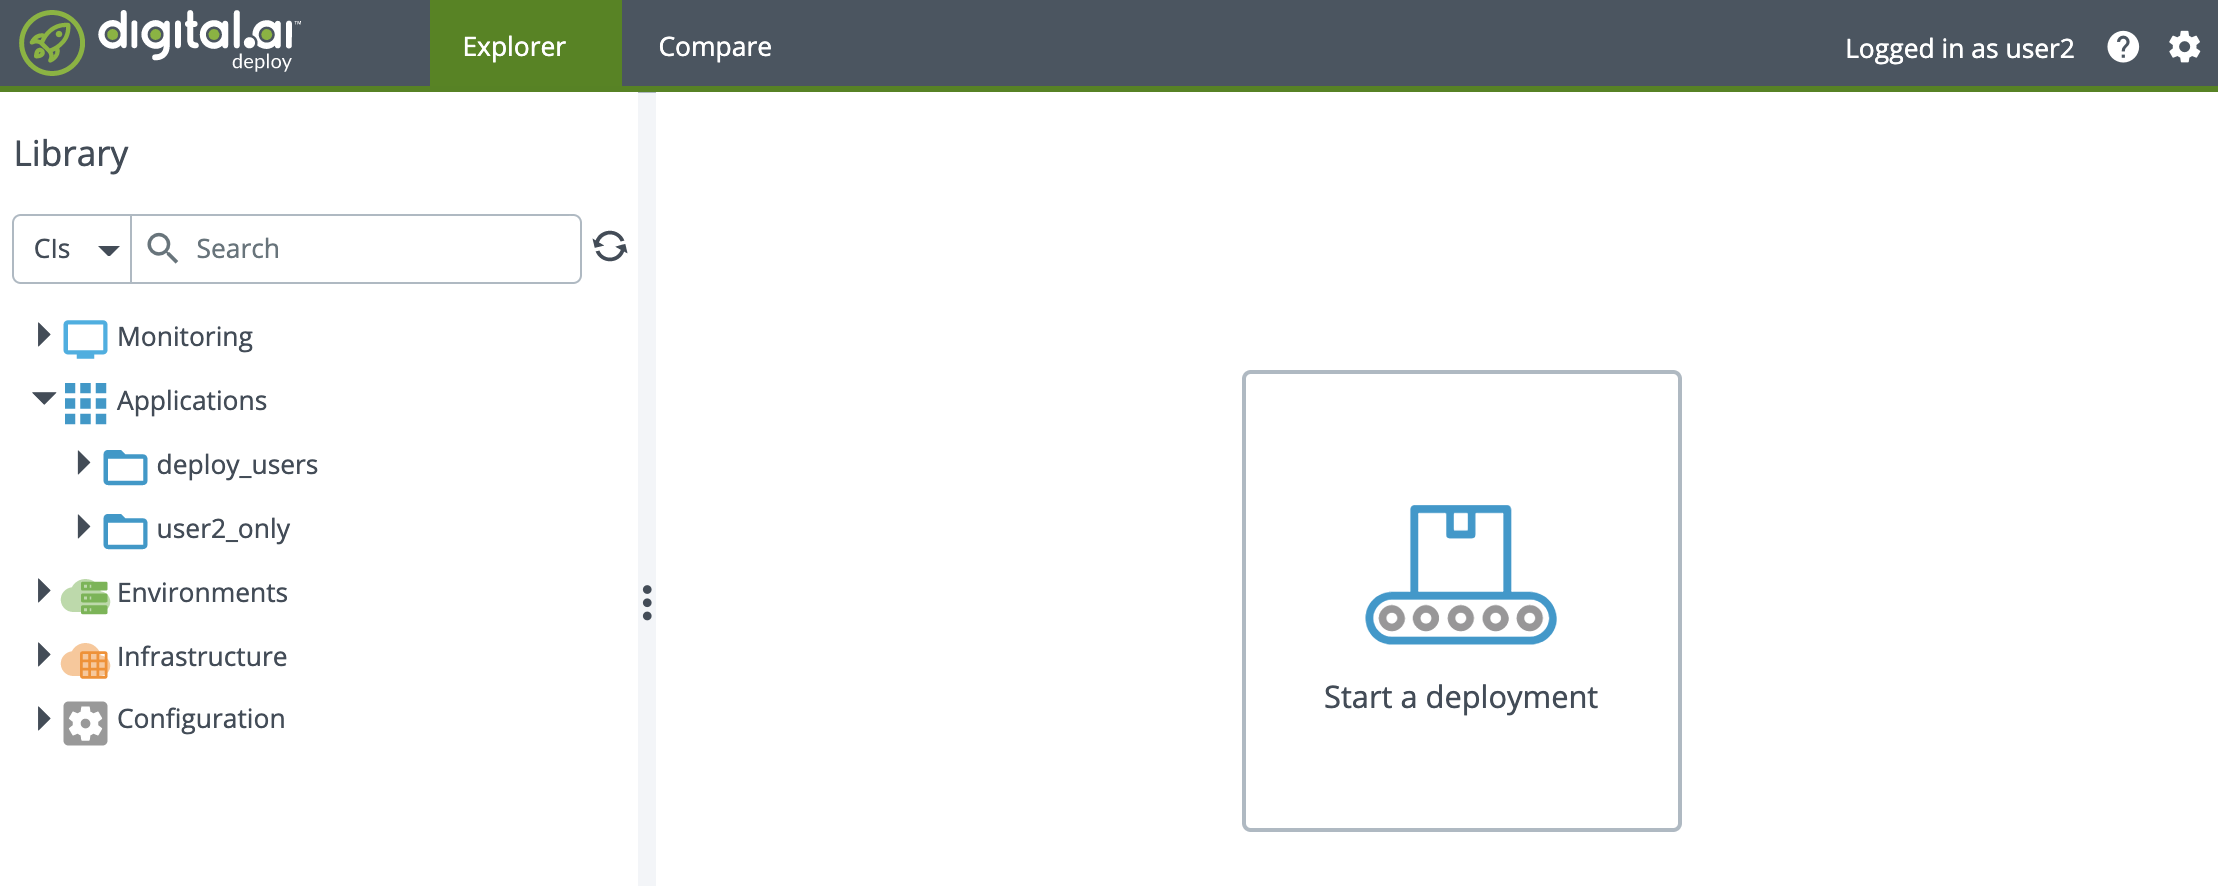 digital.ai™
deploy
Explorer
Compare
Logged in as user2
Library
CIs
Search
Monitoring
Applications
deploy_users
user2_only
Environments
Infrastructure
Configuration
Start a deployment